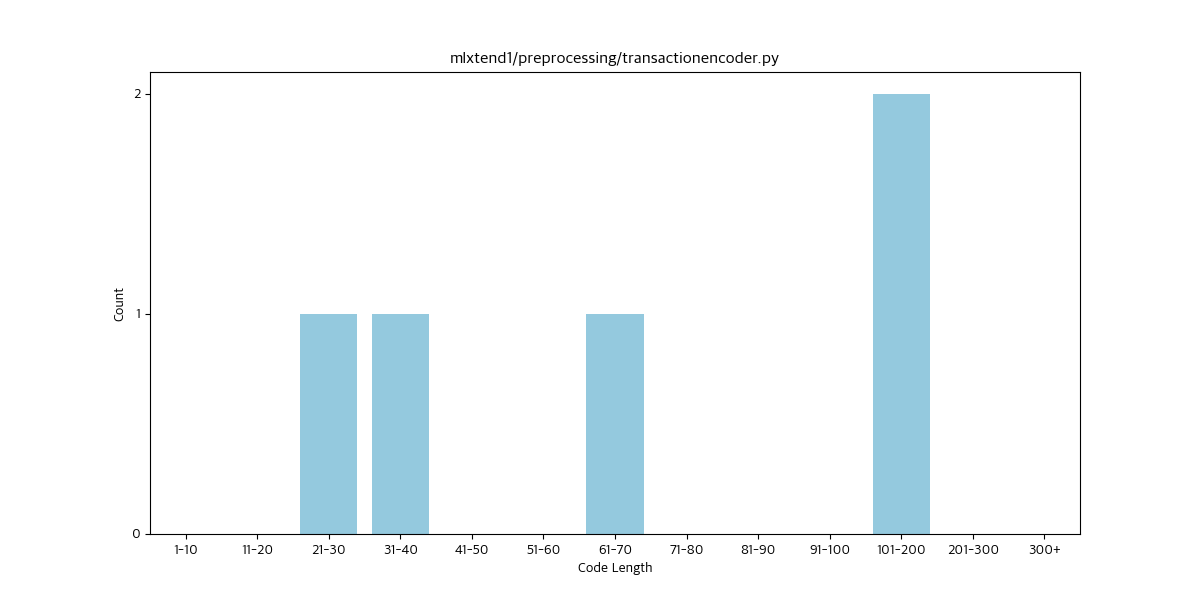 mlxtend1/preprocessing/transactionencoder.py
2
1
0
Count
1-10 11-20 21-30 31-40 41-50 51-60 61-70 71-80 81-90 91-100 101-200 201-300 300+
Code Length